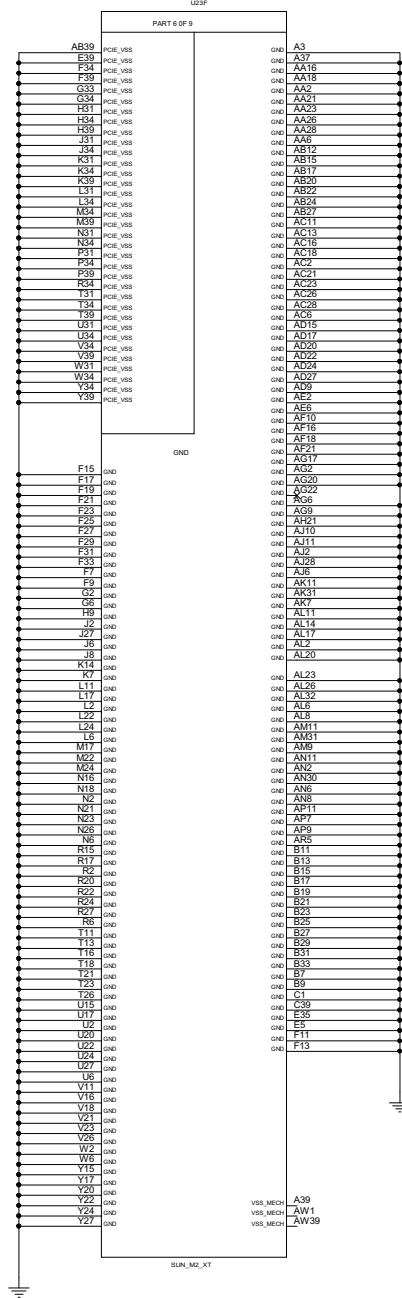 U23F
PART 6 OF 9
AB39 PCIE_VSS
E39 PCIE_VSS
F34 PCIE_VSS
F39 PCIE_VSS
G33 PCIE_VSS
G34 PCIE_VSS
H31 PCIE_VSS
H34 PCIE_VSS
H39 PCIE_VSS
J31 PCIE_VSS
J34 PCIE_VSS
K31 PCIE_VSS
K34 PCIE_VSS
K39 PCIE_VSS
L31 PCIE_VSS
L34 PCIE_VSS
M34 PCIE_VSS
M39 PCIE_VSS
N31 PCIE_VSS
N34 PCIE_VSS
P31 PCIE_VSS
P34 PCIE_VSS
P39 PCIE_VSS
R34 PCIE_VSS
T31 PCIE_VSS
T34 PCIE_VSS
T39 PCIE_VSS
U31 PCIE_VSS
U34 PCIE_VSS
V34 PCIE_VSS
V39 PCIE_VSS
W31 PCIE_VSS
W34 PCIE_VSS
Y34 PCIE_VSS
Y39 PCIE_VSS
GND
F15 GND
F17 GND
F19 GND
F21 GND
F23 GND
F25 GND
F27 GND
F29 GND
F31 GND
F33 GND
F7 GND
F9 GND
G2 GND
G6 GND
H9 GND
J2 GND
J27 GND
J6 GND
J8 GND
K14 GND
K7 GND
L11 GND
L17 GND
L2 GND
L22 GND
L24 GND
L6 GND
M17 GND
M22 GND
M24 GND
N16 GND
N18 GND
N2 GND
N21 GND
N23 GND
N26 GND
N6 GND
R15 GND
R17 GND
R2 GND
R20 GND
R22 GND
R24 GND
R27 GND
R6 GND
T11 GND
T13 GND
T16 GND
T18 GND
T21 GND
T23 GND
T26 GND
U15 GND
U17 GND
U2 GND
U20 GND
U22 GND
U24 GND
U27 GND
U6 GND
V11 GND
V16 GND
V18 GND
V21 GND
V23 GND
V26 GND
W2 GND
W6 GND
Y15 GND
Y17 GND
Y20 GND
Y22 GND
Y24 GND
Y27 GND
GND A3
GND A37
GND AA16
GND AA18
GND AA2
GND AA21
GND AA23
GND AA26
GND AA28
GND AA6
GND AB12
GND AB15
GND AB17
GND AB20
GND AB22
GND AB24
GND AB27
GND AC11
GND AC13
GND AC16
GND AC18
GND AC2
GND AC21
GND AC23
GND AC26
GND AC28
GND AC6
GND AD15
GND AD17
GND AD20
GND AD22
GND AD24
GND AD27
GND AD9
GND AE2
GND AE6
GND AF10
GND AF16
GND AF18
GND AF21
GND AG17
GND AG2
GND AG20
GND AG22
GND AG6
GND AG9
GND AH21
GND AJ10
GND AJ11
GND AJ2
GND AJ28
GND AJ6
GND AK11
GND AK31
GND AK7
GND AL11
GND AL14
GND AL17
GND AL2
GND AL20
GND AL23
GND AL26
GND AL32
GND AL6
GND AL8
GND AM11
GND AM31
GND AM9
GND AN11
GND AN2
GND AN30
GND AN6
GND AN8
GND AP11
GND AP7
GND AP9
GND AR5
GND B11
GND B13
GND B15
GND B17
GND B19
GND B21
GND B23
GND B25
GND B27
GND B29
GND B31
GND B33
GND B7
GND B9
GND C1
GND C39
GND E35
GND E5
GND F11
GND F13
VSS_MECH A39
VSS_MECH AW1
VSS_MECH AW39
SUN_M2_XT